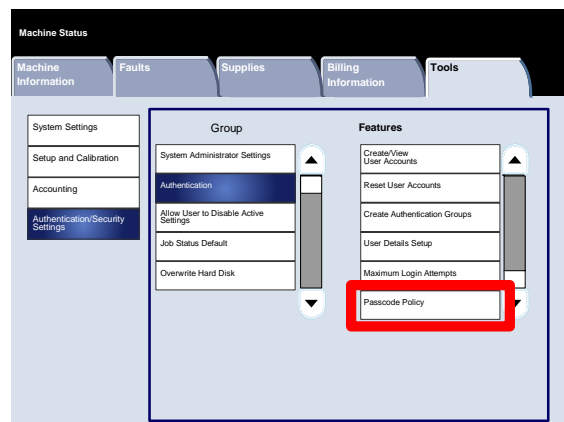 Machine Status
Machine
Information
Faults
Supplies
Billing
Information
Tools
System Settings
Setup and Calibration
Accounting
Authentication/Security
Settings
Group
System Administrator Settings
Authentication
Allow User to Disable Active
Settings
Job Status Default
Overwrite Hard Disk
Features
Create/View
User Accounts
Reset User Accounts
Create Authentication Groups
User Details Setup
Maximum Login Attempts
Passcode Policy